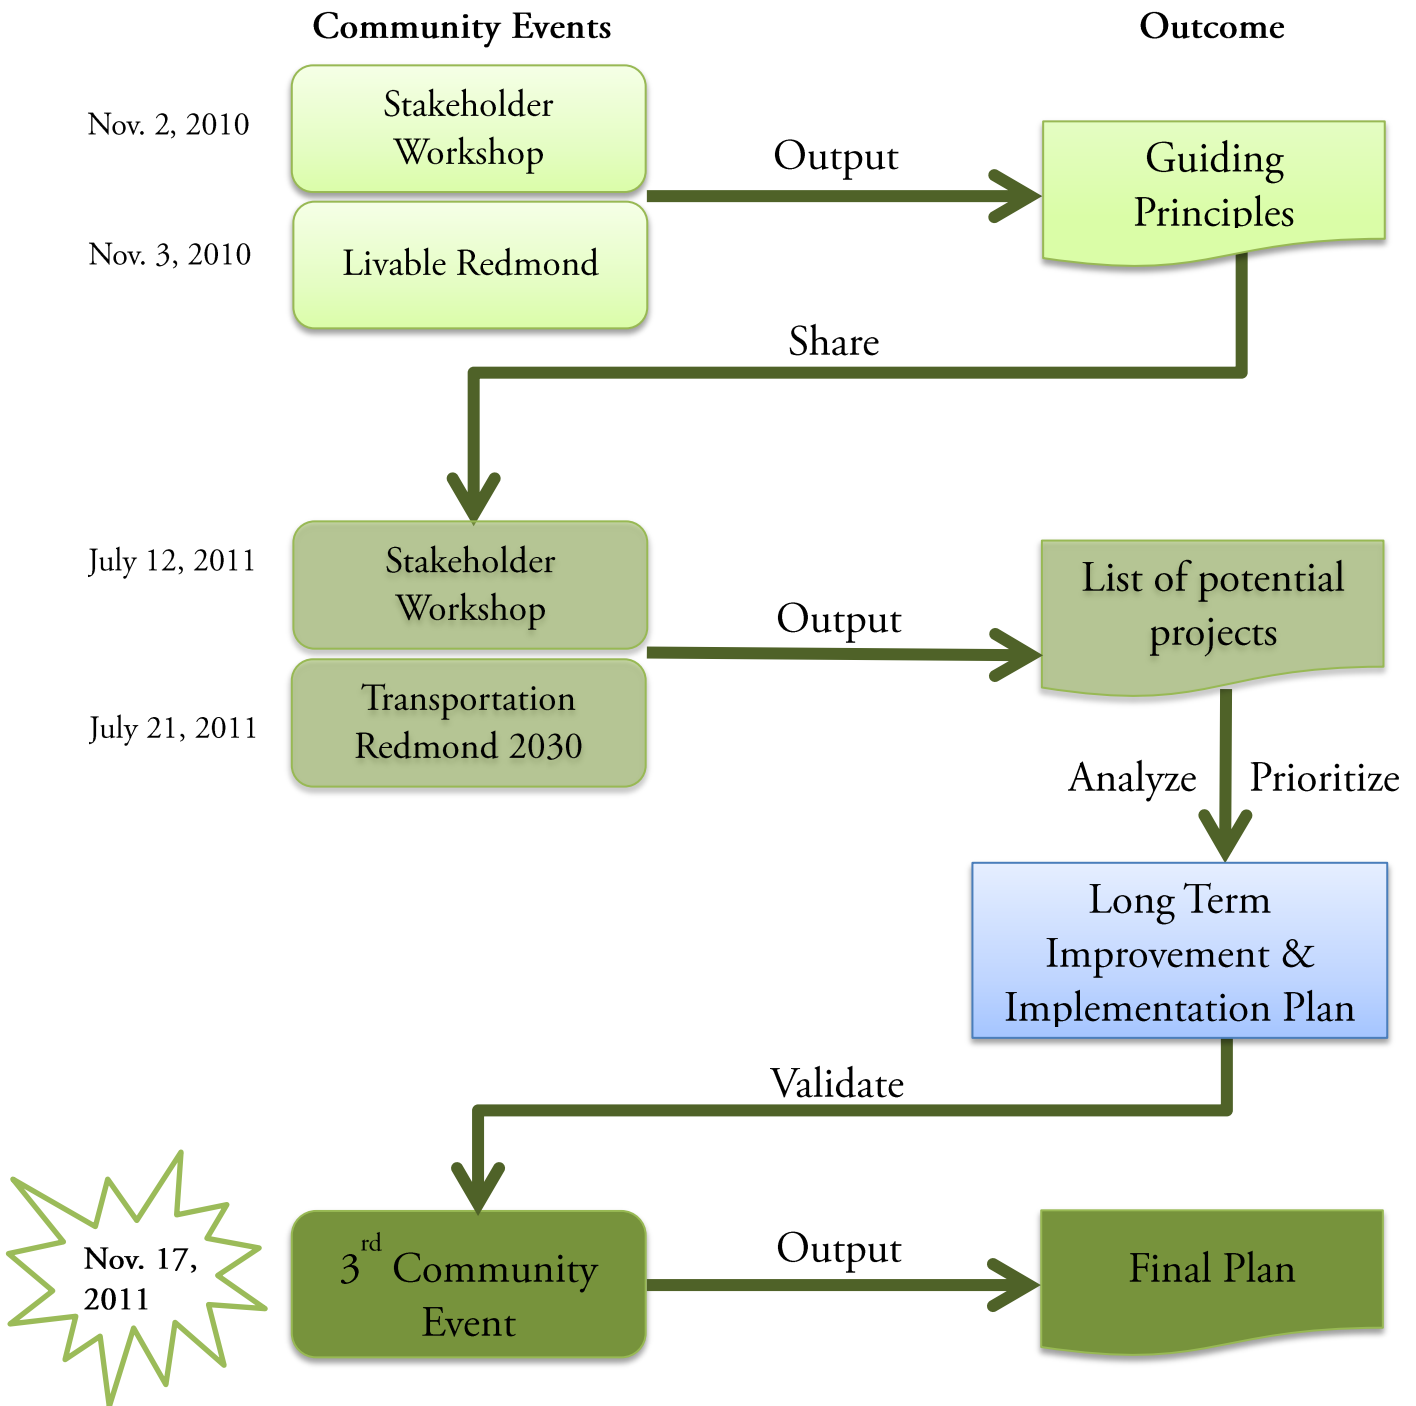 Community Events
Outcome
Nov. 2, 2010
Stakeholder
Workshop
Output
Guiding
Principles
Nov. 3, 2010
Livable Redmond
Share
July 12, 2011
Stakeholder
Workshop
Output
List of potential
projects
July 21, 2011
Transportation
Redmond 2030
Analyze
Prioritize
Long Term
Improvement &
Implementation Plan
Validate
Nov. 17,
2011
3rd Community
Event
Output
Final Plan